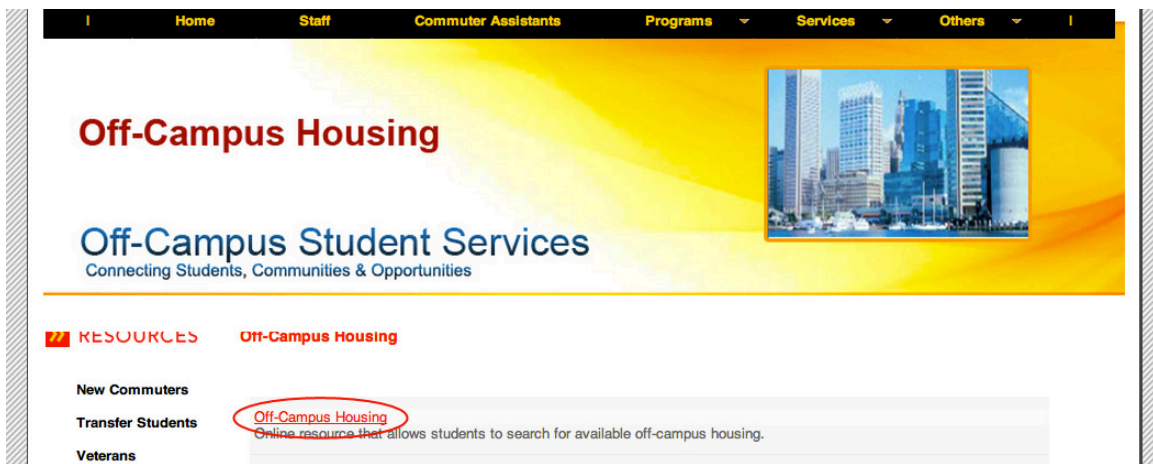 Home Staff Commuter Assistants Programs Services Others
Off-Campus Housing
Off-Campus Student Services
Connecting Students, Communities & Opportunities
RESOURCES
Off-Campus Housing
New Commuters
Transfer Students
Veterans
Off-Campus Housing
Online resource that allows students to search for available off-campus housing.